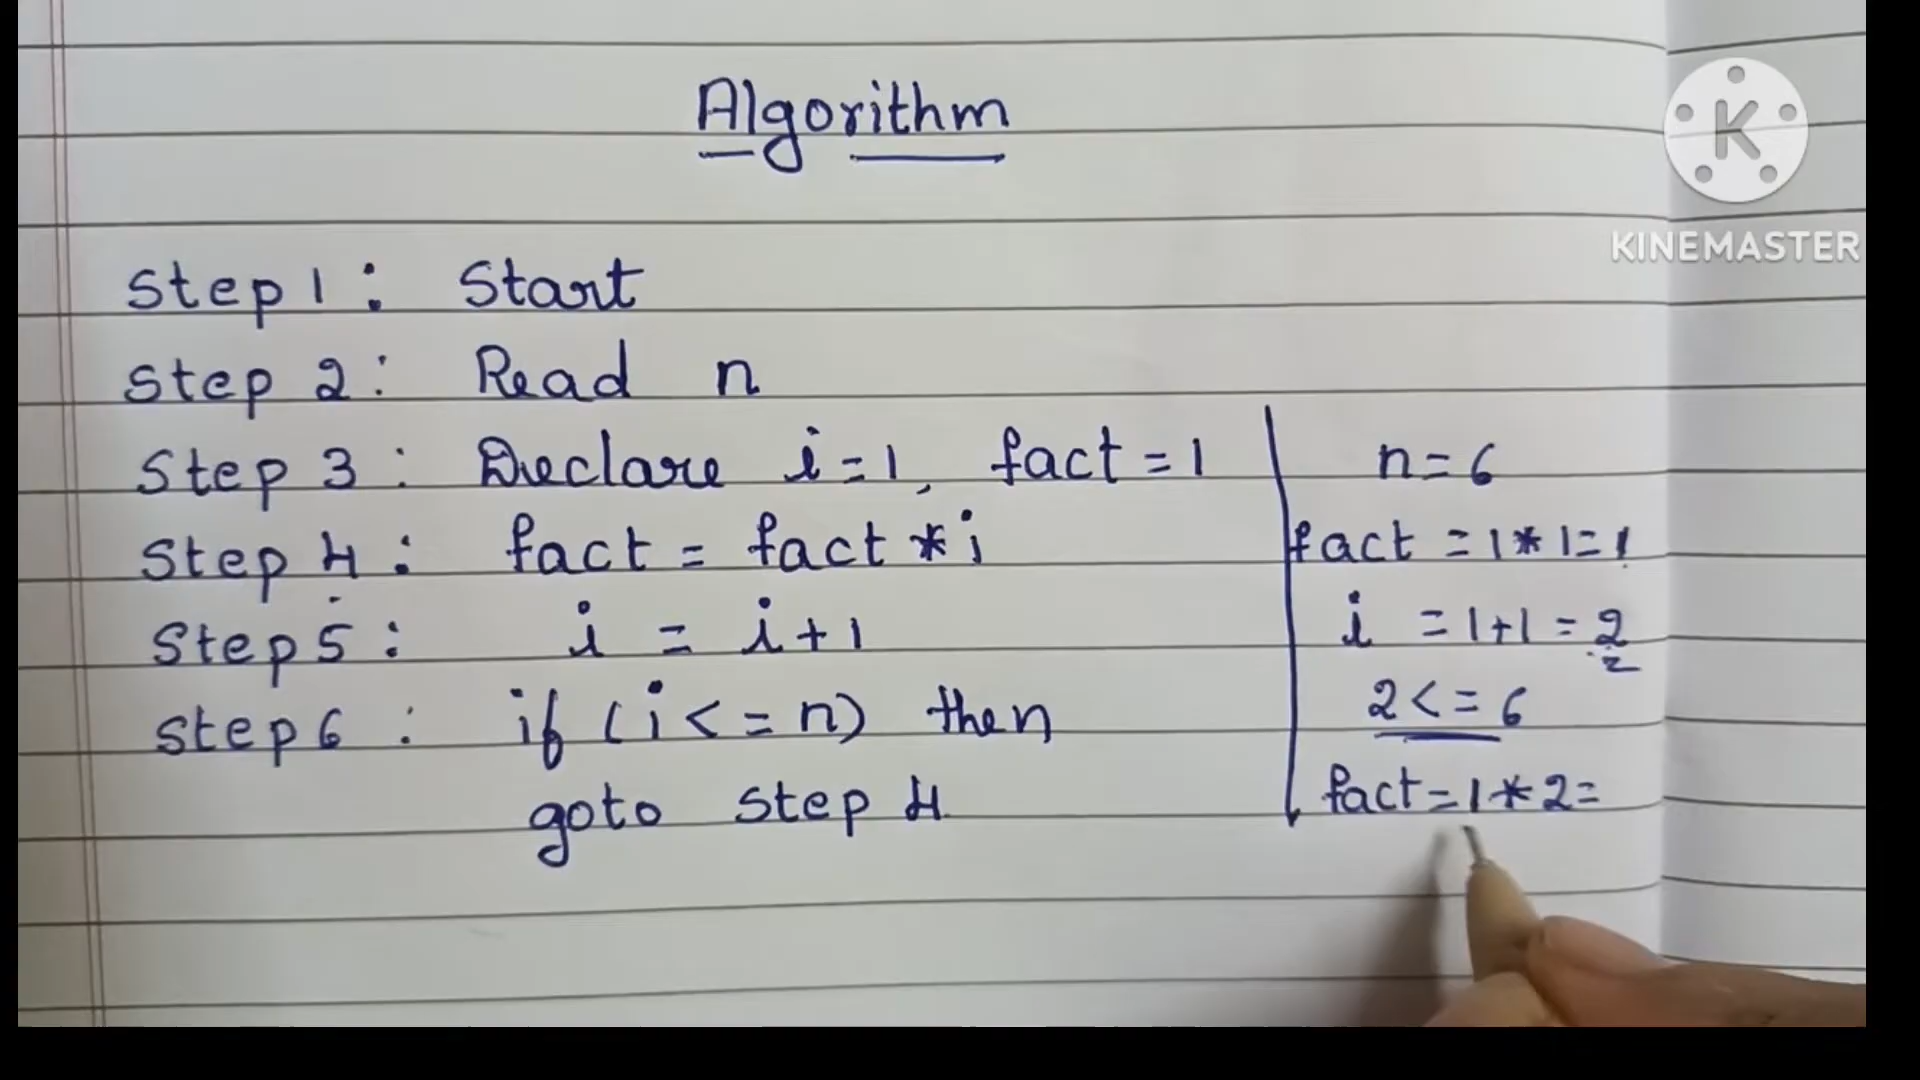 Algorithm
K
KINEMASTER
Step 1 : Start
Step 2 : Read n
Step 3 : Declare i = 1, fact = 1
Step 4 : fact = fact * i
Step 5 : i = i + 1
Step 6 : if ( i < = n ) then
goto step 4
n = 6
fact = 1 * 1 = 1
i = 1 + 1 = 2
2 < = 6
fact = 1 * 2 =